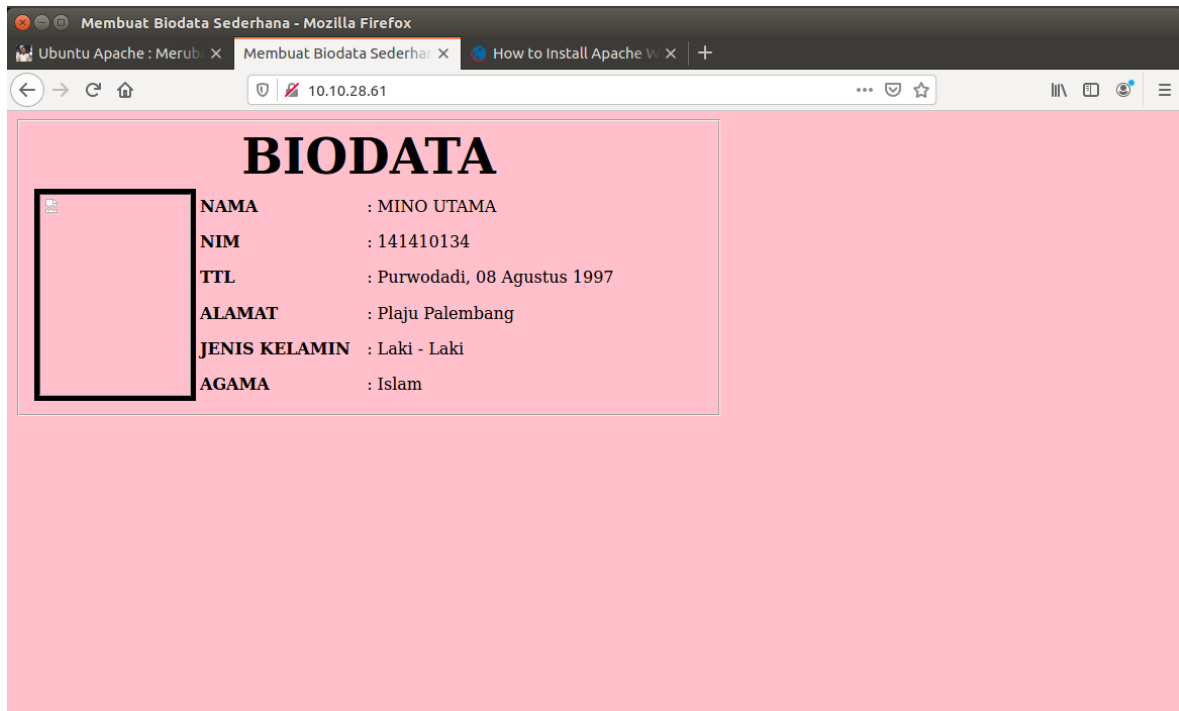 Membuat Biodata Sederhana - Mozilla Firefox
Ubuntu Apache : Merub
Membuat Biodata Sederhan
How to Install Apache W
10.10.28.61
BIODATA
NAMA : MINO UTAMA
NIM : 141410134
TTL : Purwodadi, 08 Agustus 1997
ALAMAT : Plaju Palembang
JENIS KELAMIN : Laki - Laki
AGAMA : Islam